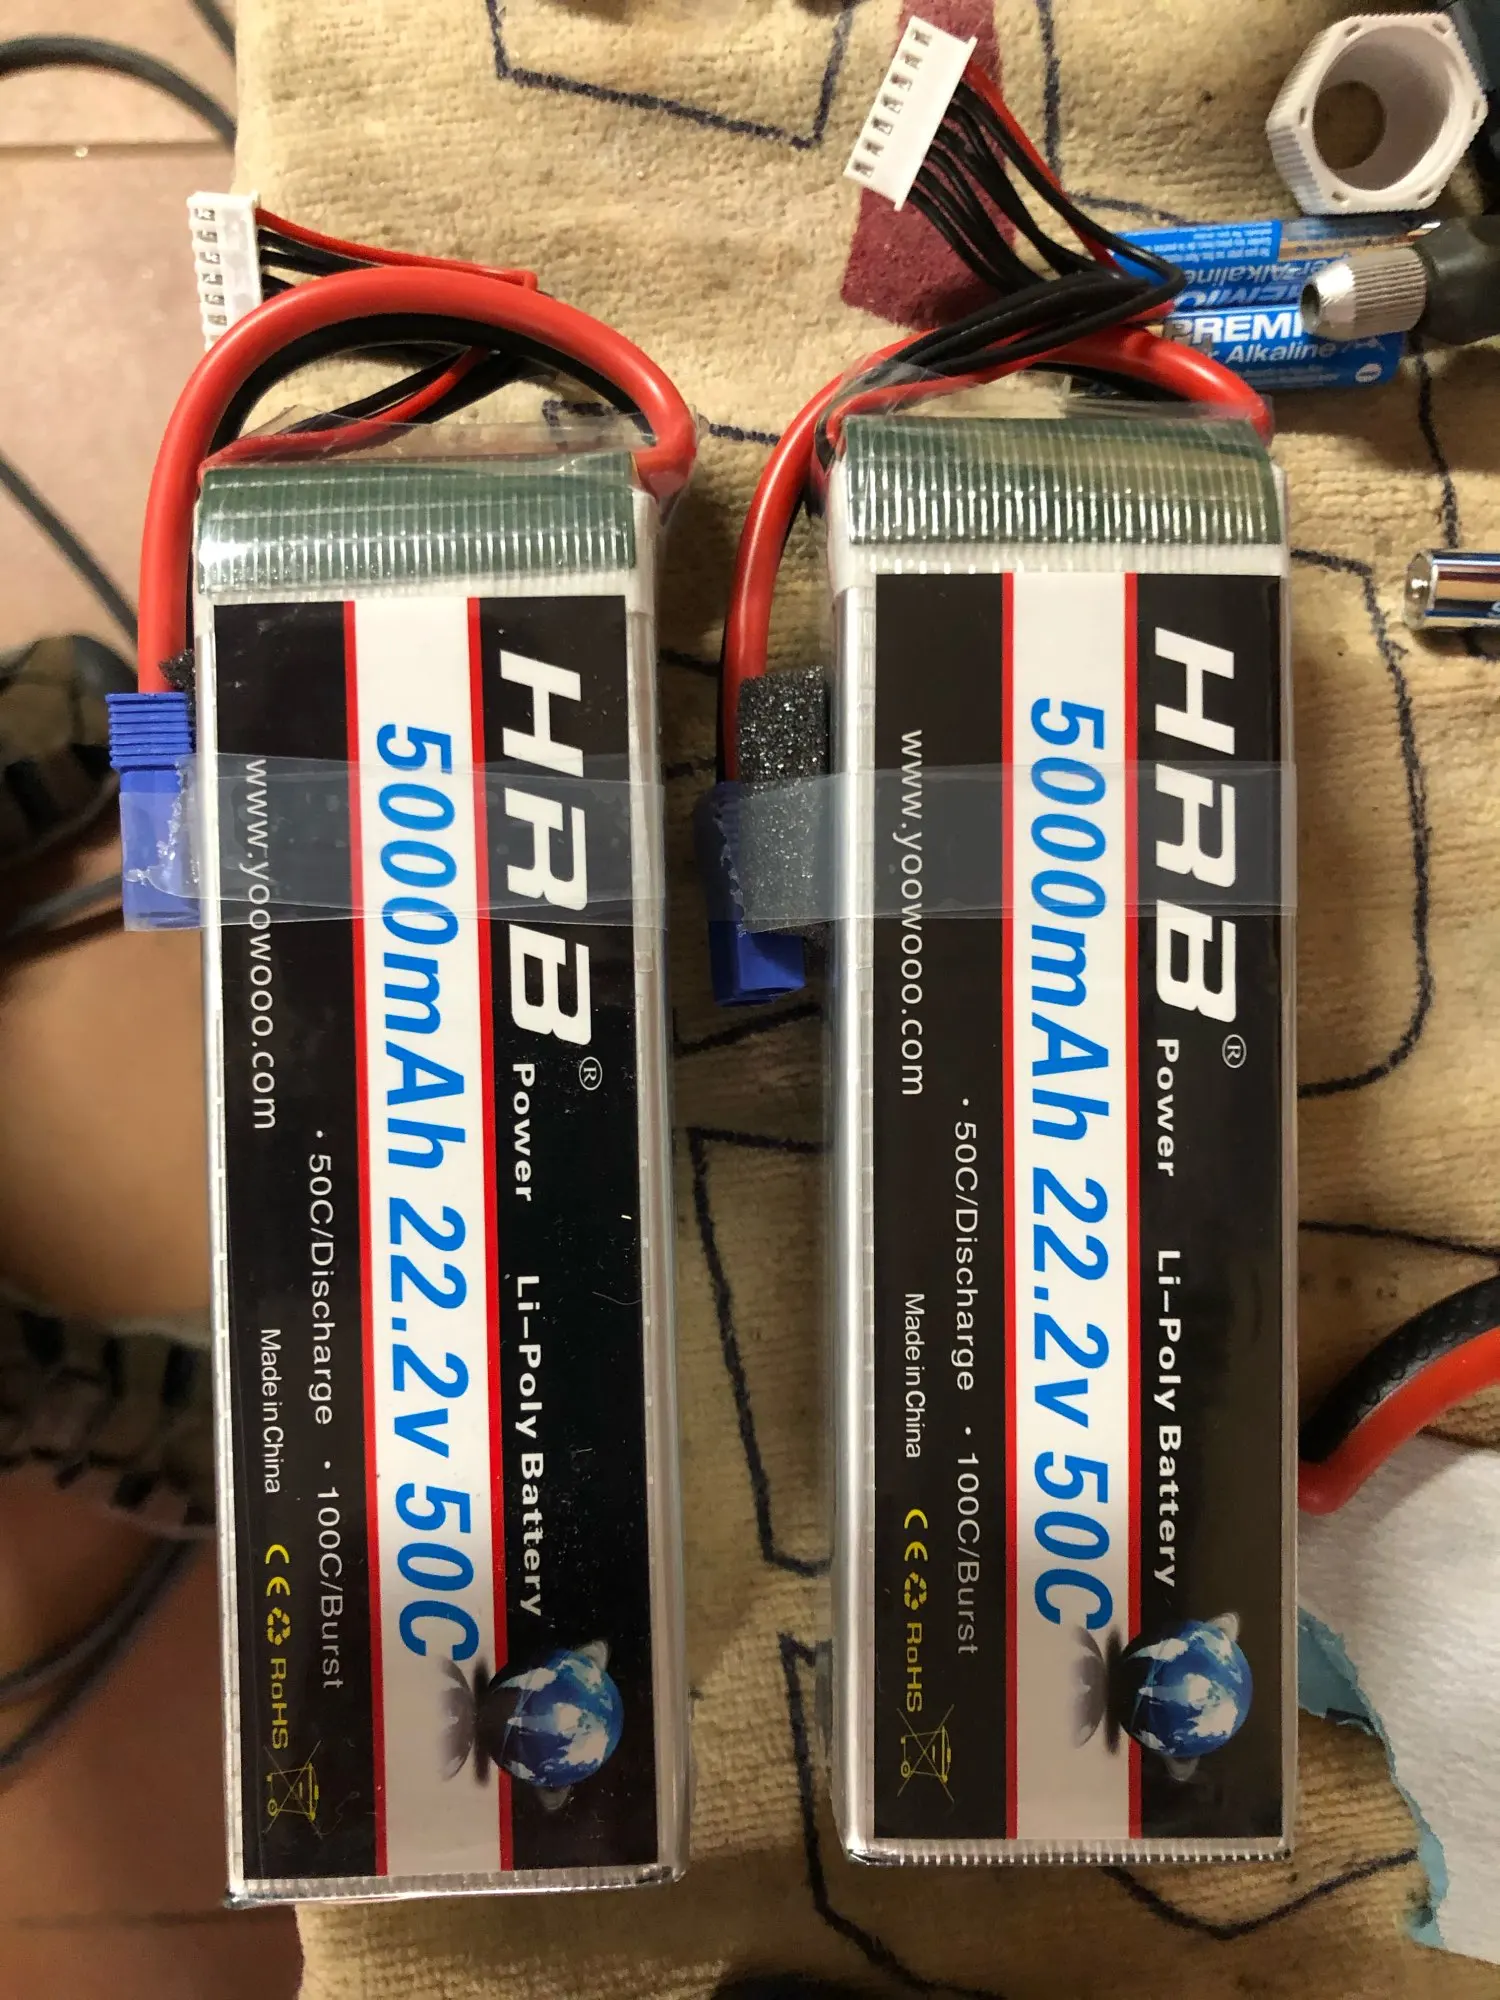 HRB® Power Li-Poly Battery
5000mAh 22.2v 50C
• 50C/Discharge • 100C/Burst
www.yoowooo.com Made in China CE RoHS
HRB® Power Li-Poly Battery
5000mAh 22.2v 50C
• 50C/Discharge • 100C/Burst
www.yoowooo.com Made in China CE RoHS
PREMI
Alkaline